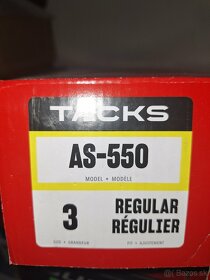 TACKS
AS-550
MODEL • MODÈLE
3
REGULAR
RÉGULIER
SIZE • GRANDEUR
FIT • AJUSTEMENT
bazos.sk